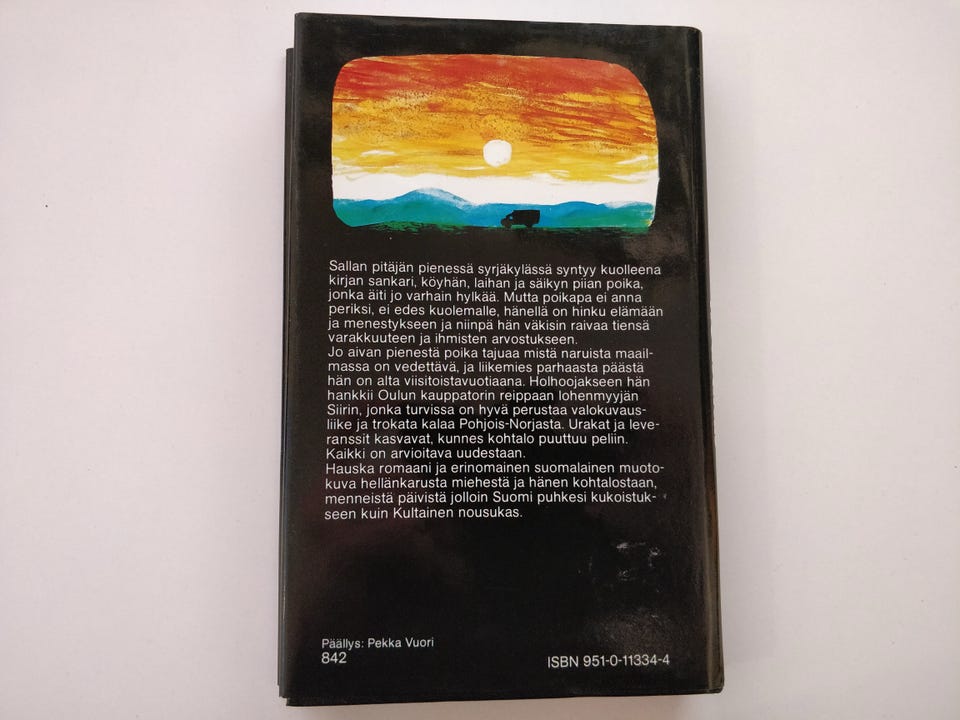 Sallan pitäjän pienessä syrjäkylässä syntyy kuolleena
kirjan sankari, köyhän, laihan ja säikyn piian poika,
jonka äiti jo varhain hylkää. Mutta poikapa ei anna
periksi, ei edes kuolemalle, hänellä on hinku elämään
ja menestykseen ja niinpä hän väkisin raivaa tiensä
varakkuuteen ja ihmisten arvostukseen.
Jo aivan pienestä poika tajuaa mistä naruista maail-
massa on vedettävä, ja liikemies parhaasta päästä
hän on alta viisitoistavuotiaana. Holhoojakseen hän
hankkii Oulun kauppatorin reippaan lohenmyyjän
Siirin, jonka turvissa on hyvä perustaa valokuvaus-
liike ja trokata kalaa Pohjois-Norjasta. Urakat ja leve-
ranssit kasvavat, kunnes kohtalo puuttuu peliin.
Kaikki on arvioitava uudestaan.
Hauska romaani ja erinomainen suomalainen muoto-
kuva hellänkarusta miehestä ja hänen kohtalostaan,
menneistä päivistä jolloin Suomi puhkesi kukoistuk-
seen kuin Kultainen nousukas.
Päällys: Pekka Vuori
842
ISBN 951-0-11334-4